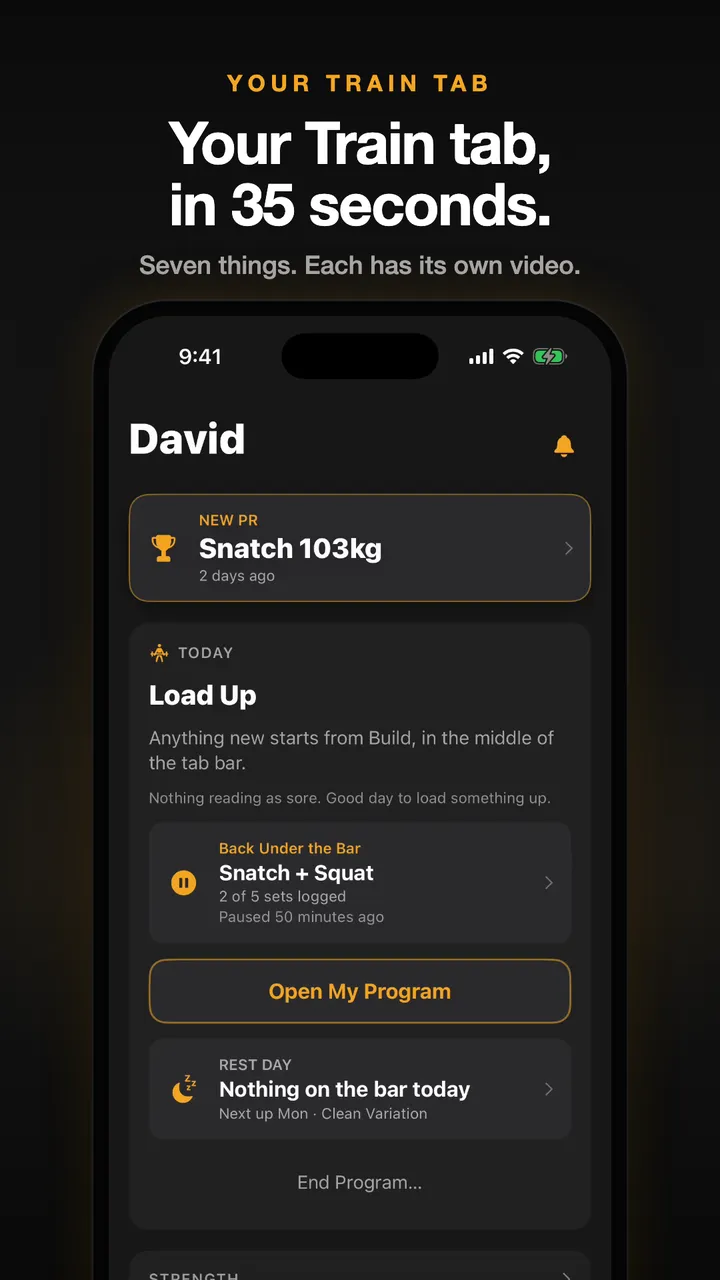 YOUR TRAIN TAB
Your Train tab,
in 35 seconds.
Seven things. Each has its own video.
9:41
David
NEW PR
Snatch 103kg
2 days ago
TODAY
Load Up
Anything new starts from Build, in the middle of
the tab bar.
Nothing reading as sore. Good day to load something up.
Back Under the Bar
Snatch + Squat
2 of 5 sets logged
Paused 50 minutes ago
Open My Program
REST DAY
Nothing on the bar today
Next up Mon · Clean Variation
End Program...
STRENGTH